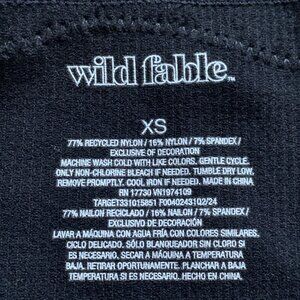 wild fable™
XS
77% RECYCLED NYLON / 16% NYLON / 7% SPANDEX /
EXCLUSIVE OF DECORATION
MACHINE WASH COLD WITH LIKE COLORS. GENTLE CYCLE.
ONLY NON-CHLORINE BLEACH IF NEEDED. TUMBLE DRY LOW.
REMOVE PROMPTLY. COOL IRON IF NEEDED. MADE IN CHINA
RN 17730 VN1974109
TARGET331015851 F0040243102/24
77% NAILON RECICLADO / 16% NAILON / 7% SPANDEX /
EXCLUSIVO DE DECORACIÓN
LAVAR A MÁQUINA CON AGUA FRÍA CON COLORES SIMILARES.
CICLO DELICADO. SÓLO BLANQUEADOR SIN CLORO SI
ES NECESARIO, SECAR A MÁQUINA A TEMPERATURA
BAJA. RETIRAR OPORTUNAMENTE. PLANCHAR A BAJA
TEMPERATURA SI ES NECESARIO. HECHO EN CHINA